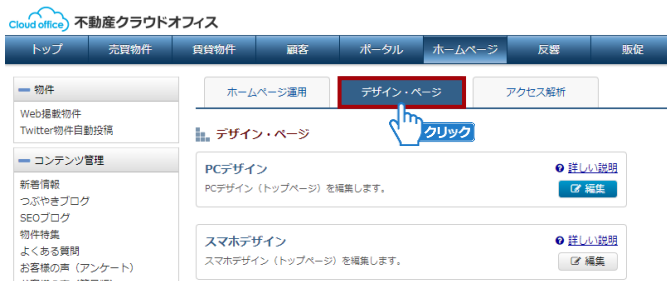 Cloud office 不動産クラウドオフィス
トップ 売買物件 賃貸物件 顧客 ポータル ホームページ 反響 販促
物件
Web掲載物件
Twitter物件自動投稿
コンテンツ管理
新着情報
つぶやきブログ
SEOブログ
物件特集
よくある質問
お客様の声（アンケート）
ホームページ運用 デザイン・ページ アクセス解析
クリック
デザイン・ページ
PCデザイン
詳しい説明
PCデザイン（トップページ）を編集します。
編集
スマホデザイン
詳しい説明
スマホデザイン（トップページ）を編集します。
編集